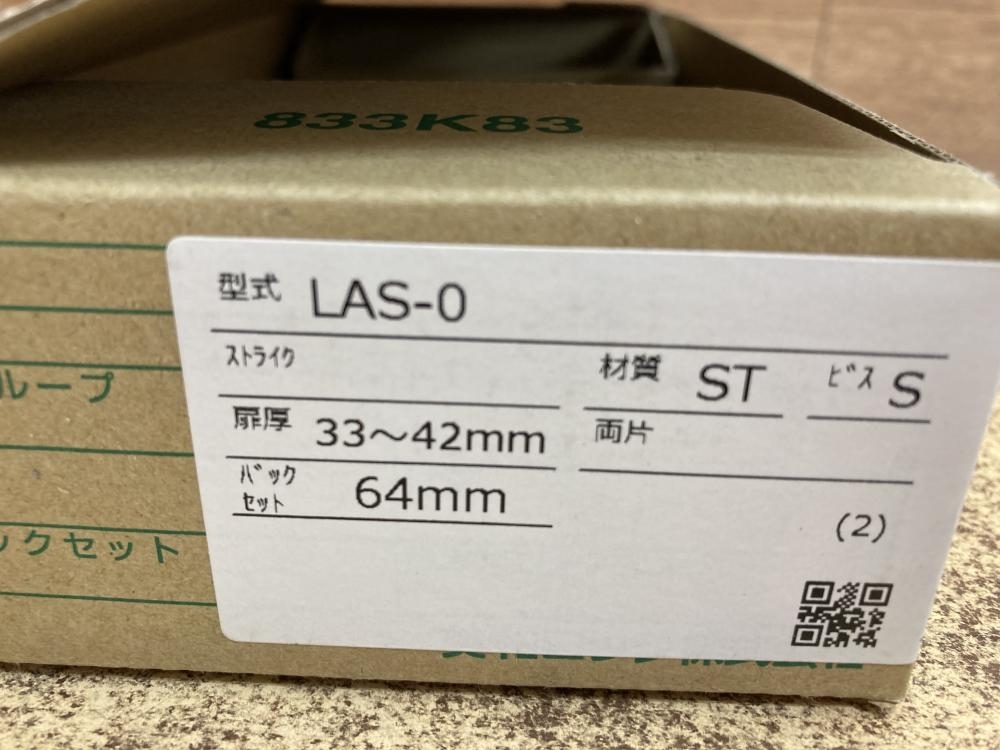 833K83
型式 LAS-0
ストライク 材質 ST ビス S
ループ 扉厚 33～42mm 両片
バック
セット 64mm
(2)
ックセット